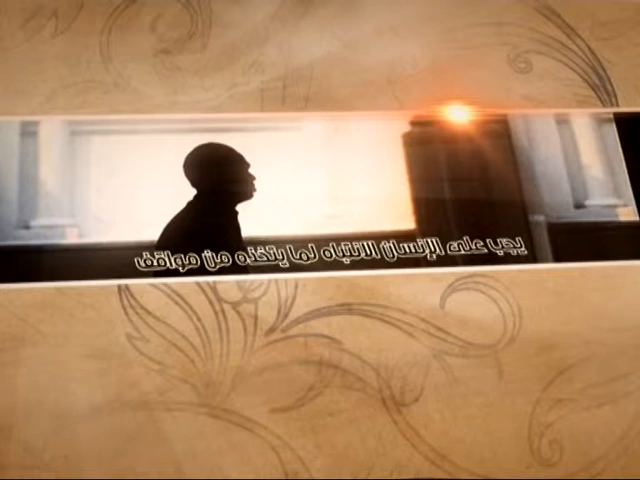 يجب على الإنسان الانتباه لما يتخذه من مواقف